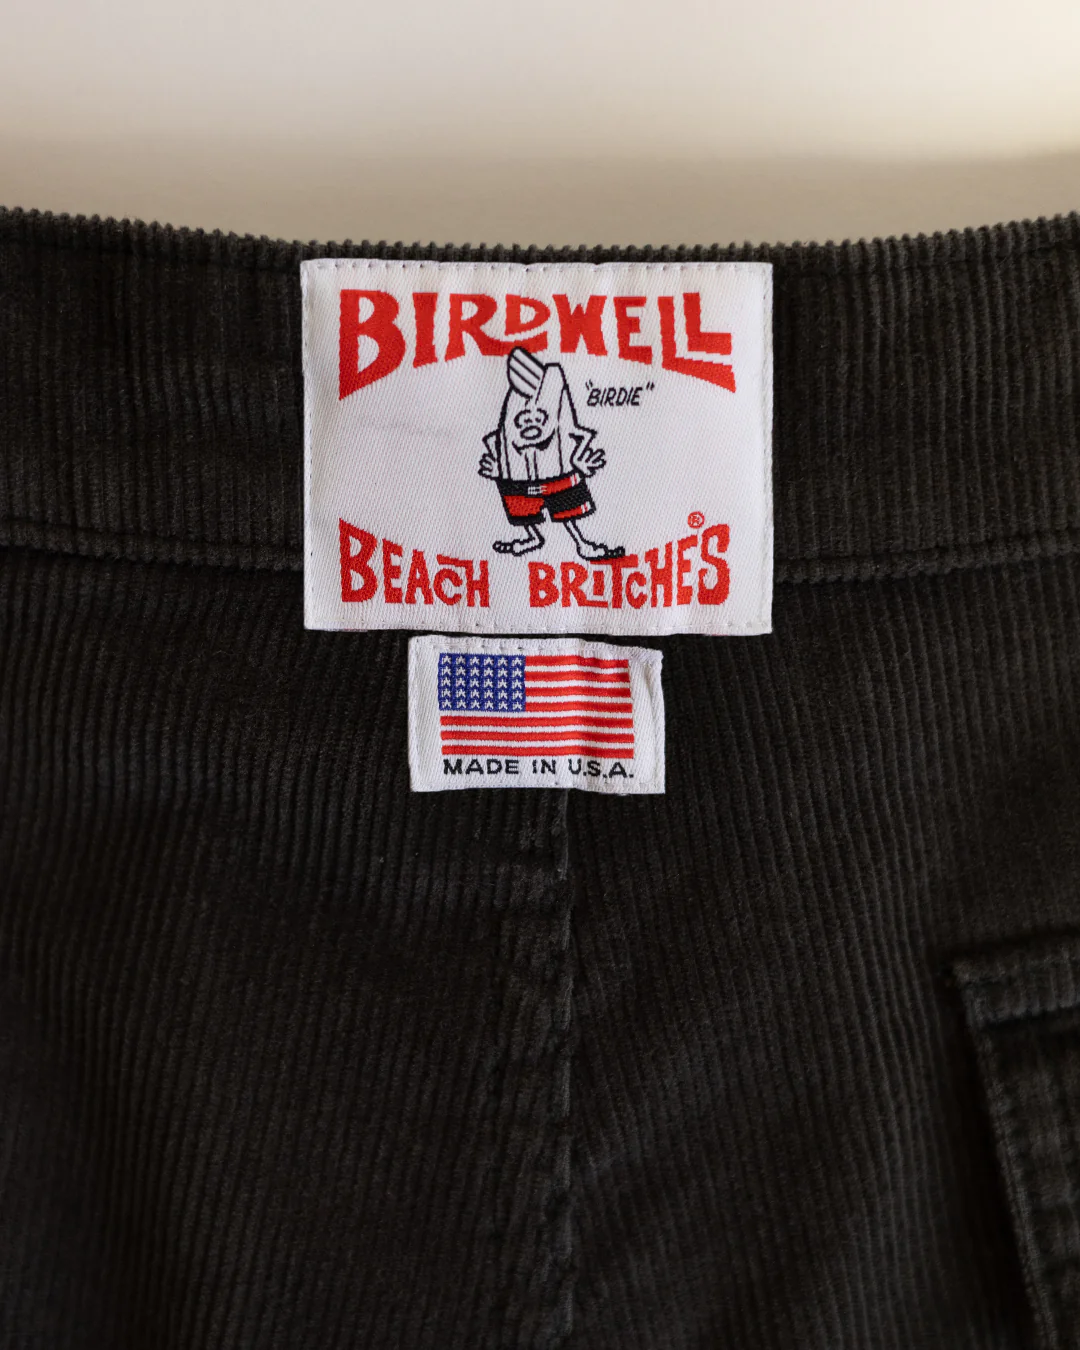 BIRDWELL
"BIRDIE"
®
BEACH BRITCHES
MADE IN U.S.A.